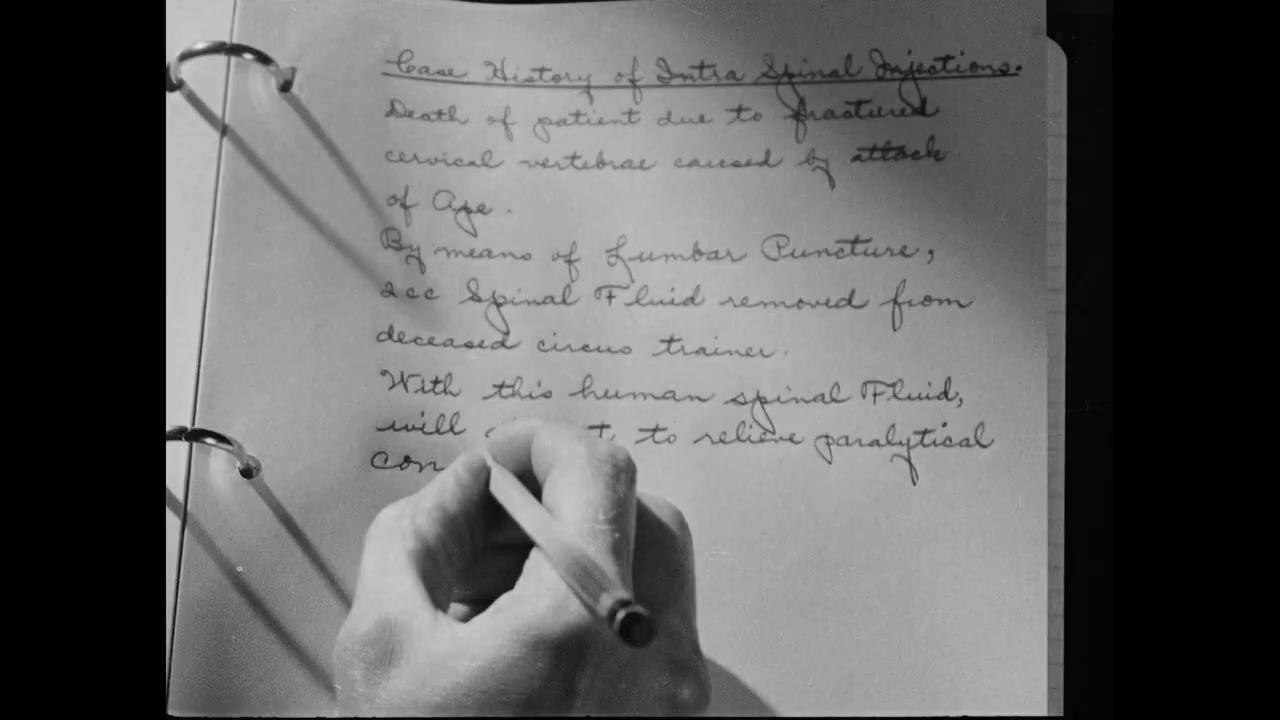 Case History of Intra Spinal Injections.
Death of patient due to fractured
cervical vertebrae caused by attack
of Ape.
By means of Lumbar Puncture,
2cc Spinal Fluid removed from
deceased circus trainer.
With this human spinal Fluid,
will to relieve paralytical
con